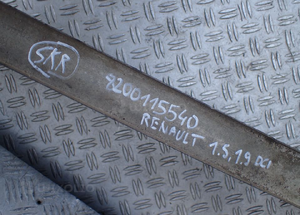 SKR
8200115540
RENAULT 1.5, 1.9 DCI